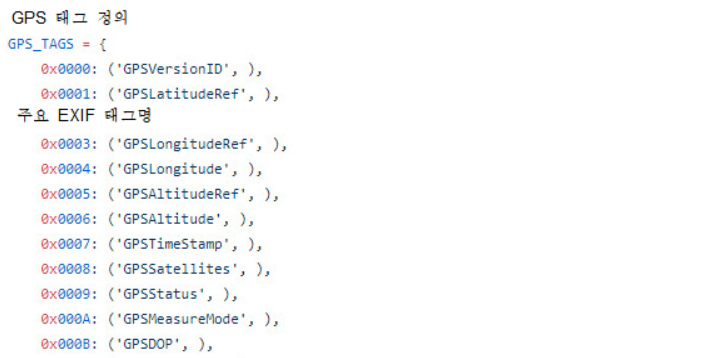 GPS 태그 정의
GPS_TAGS = {
0x0000: ('GPSVersionID', ),
0x0001: ('GPSLatitudeRef', ),
주요 EXIF 태그명
0x0003: ('GPSLongitudeRef', ),
0x0004: ('GPSLongitude', ),
0x0005: ('GPSAltitudeRef', ),
0x0006: ('GPSAltitude', ),
0x0007: ('GPSTimeStamp', ),
0x0008: ('GPSSatellites', ),
0x0009: ('GPSStatus', ),
0x000A: ('GPSMeasureMode', ),
0x000B: ('GPSDOP', ),